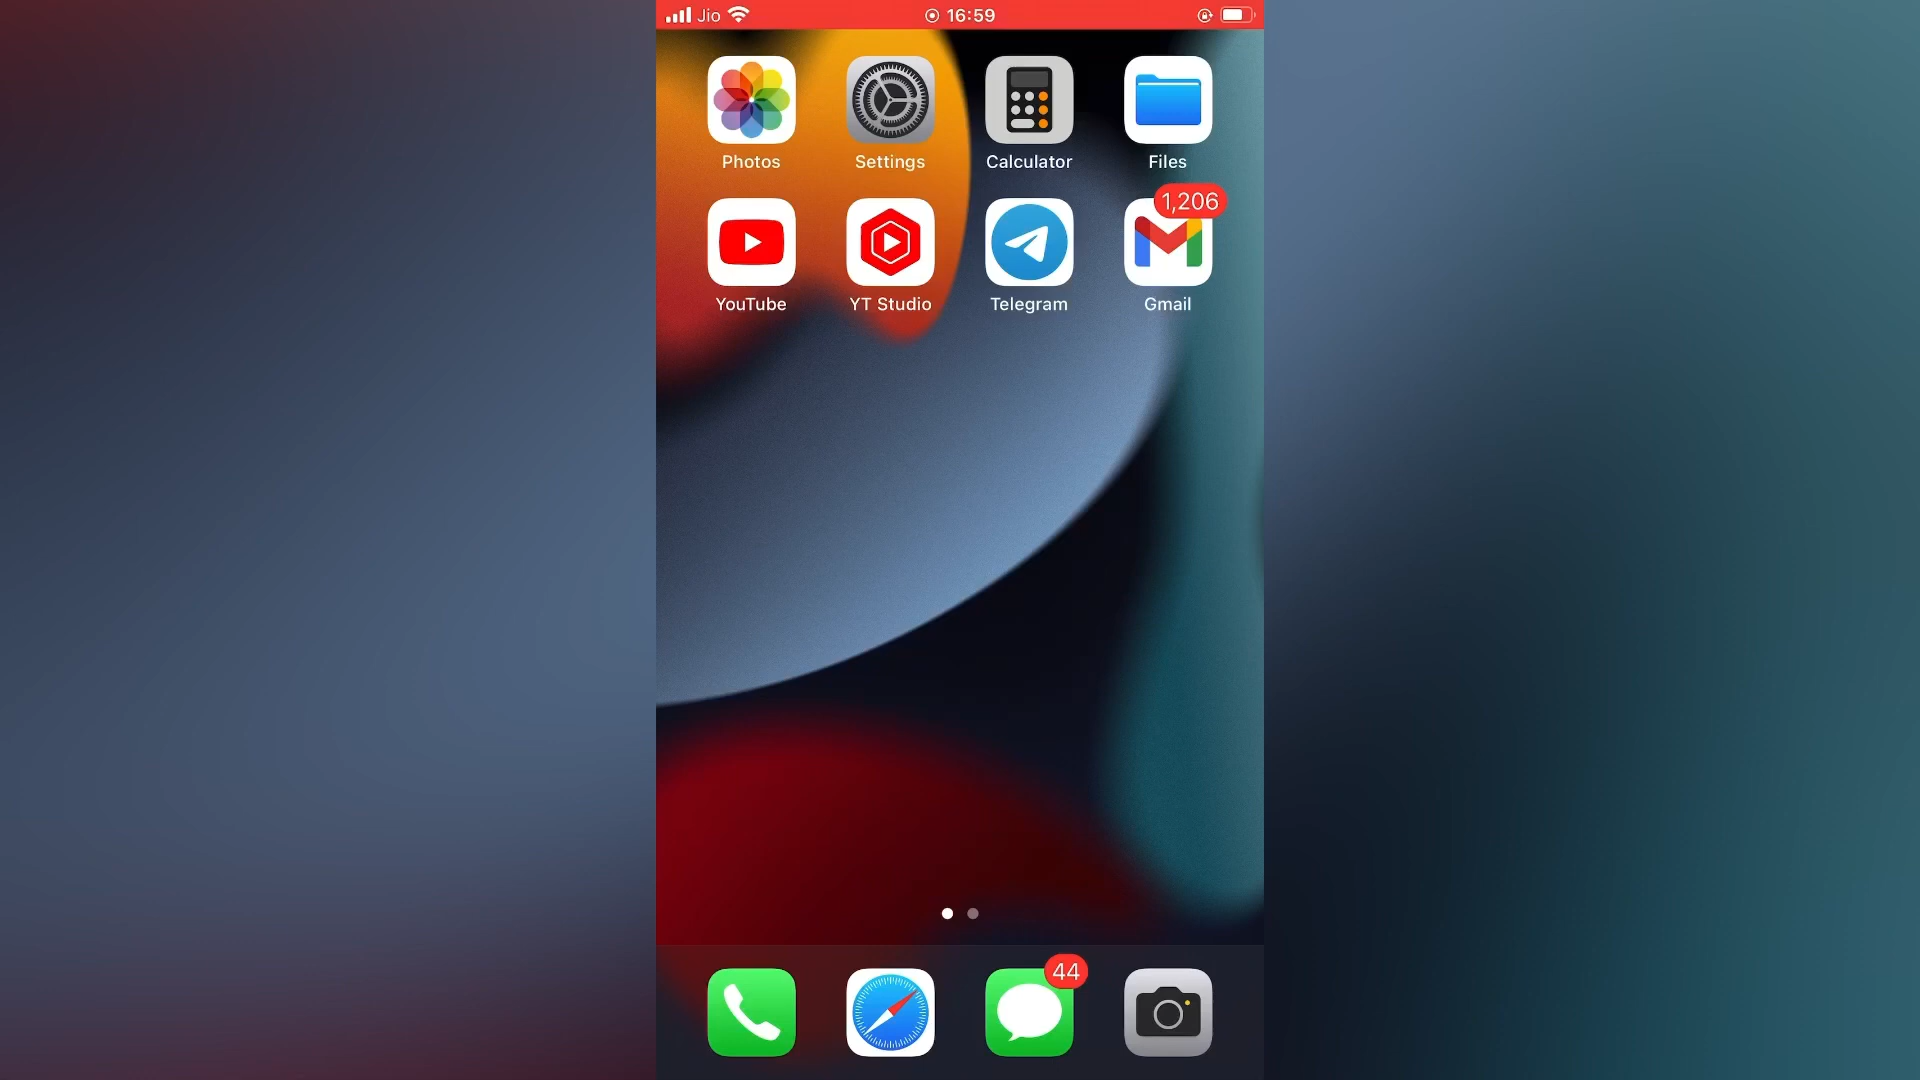 Jio 16:59
Photos Settings Calculator Files
1,206
YouTube YT Studio Telegram Gmail
44